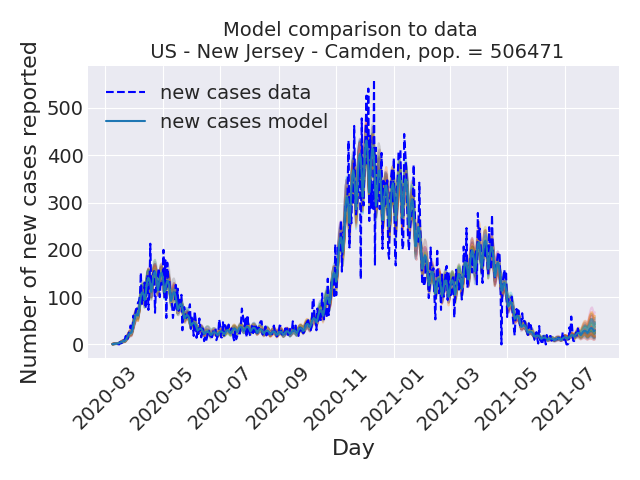 Model comparison to data
US - New Jersey - Camden, pop. = 506471
Number of new cases reported
new cases data
new cases model
500
400
300
200
100
0
2020-03
2020-05
2020-07
2020-09
2020-11
2021-01
2021-03
2021-05
2021-07
Day